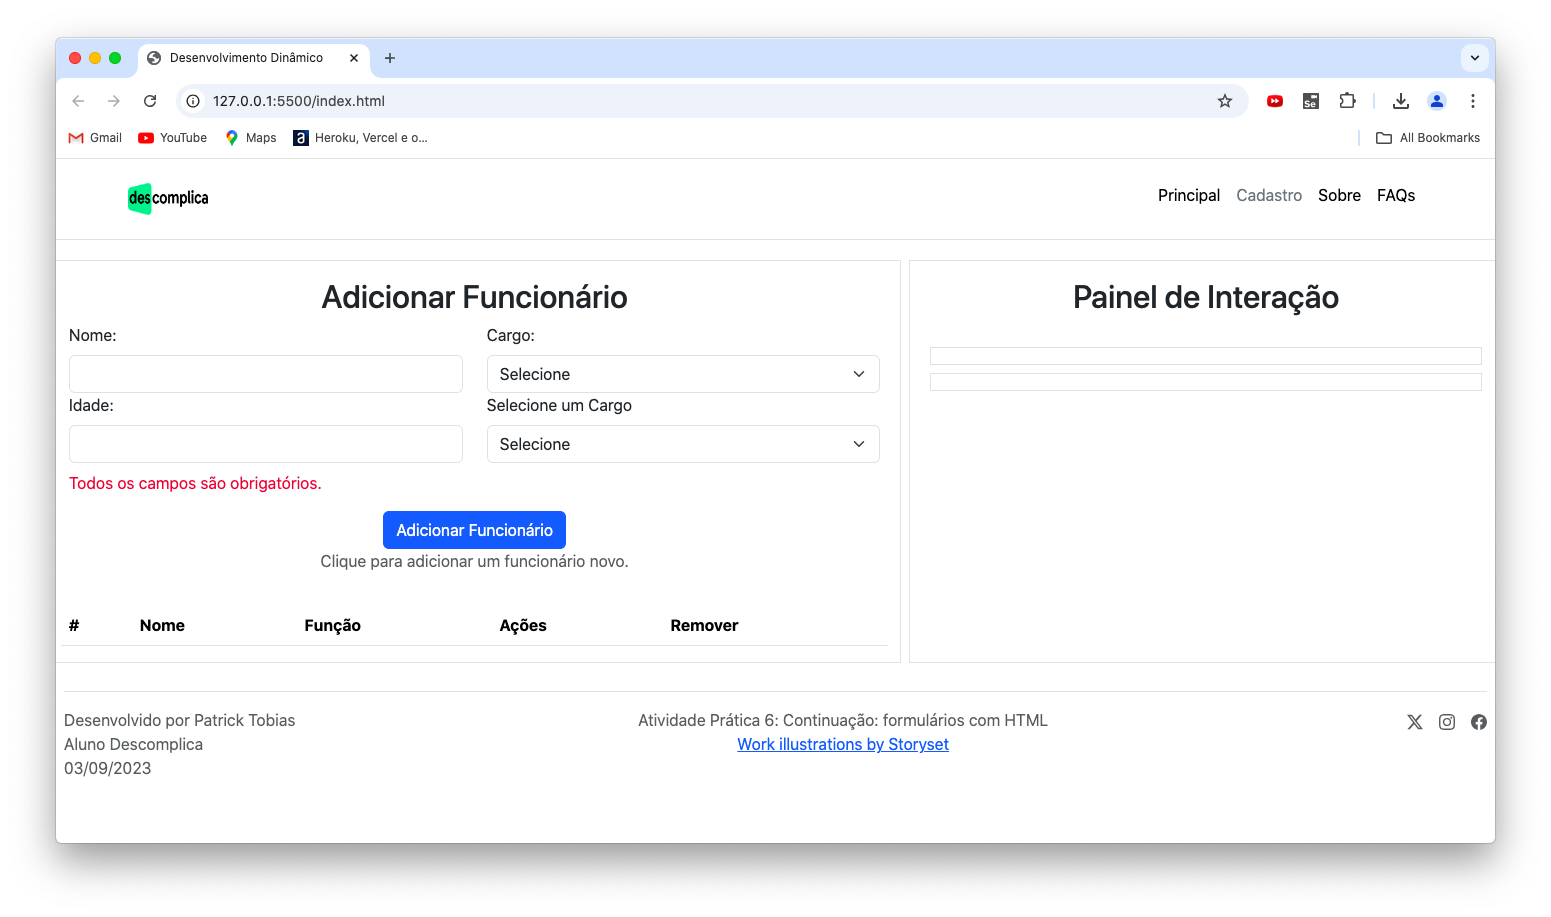 Desenvolvimento Dinâmico
127.0.0.1:5500/index.html
Se
Gmail YouTube Maps a Heroku, Vercel e o... All Bookmarks
descomplica
Principal Cadastro Sobre FAQs
Adicionar Funcionário
Nome: Cargo:
Selecione
Idade: Selecione um Cargo
Selecione
Todos os campos são obrigatórios.
Adicionar Funcionário
Clique para adicionar um funcionário novo.
# Nome Função Ações Remover
Painel de Interação
Desenvolvido por Patrick Tobias
Aluno Descomplica
03/09/2023
Atividade Prática 6: Continuação: formulários com HTML
Work illustrations by Storyset